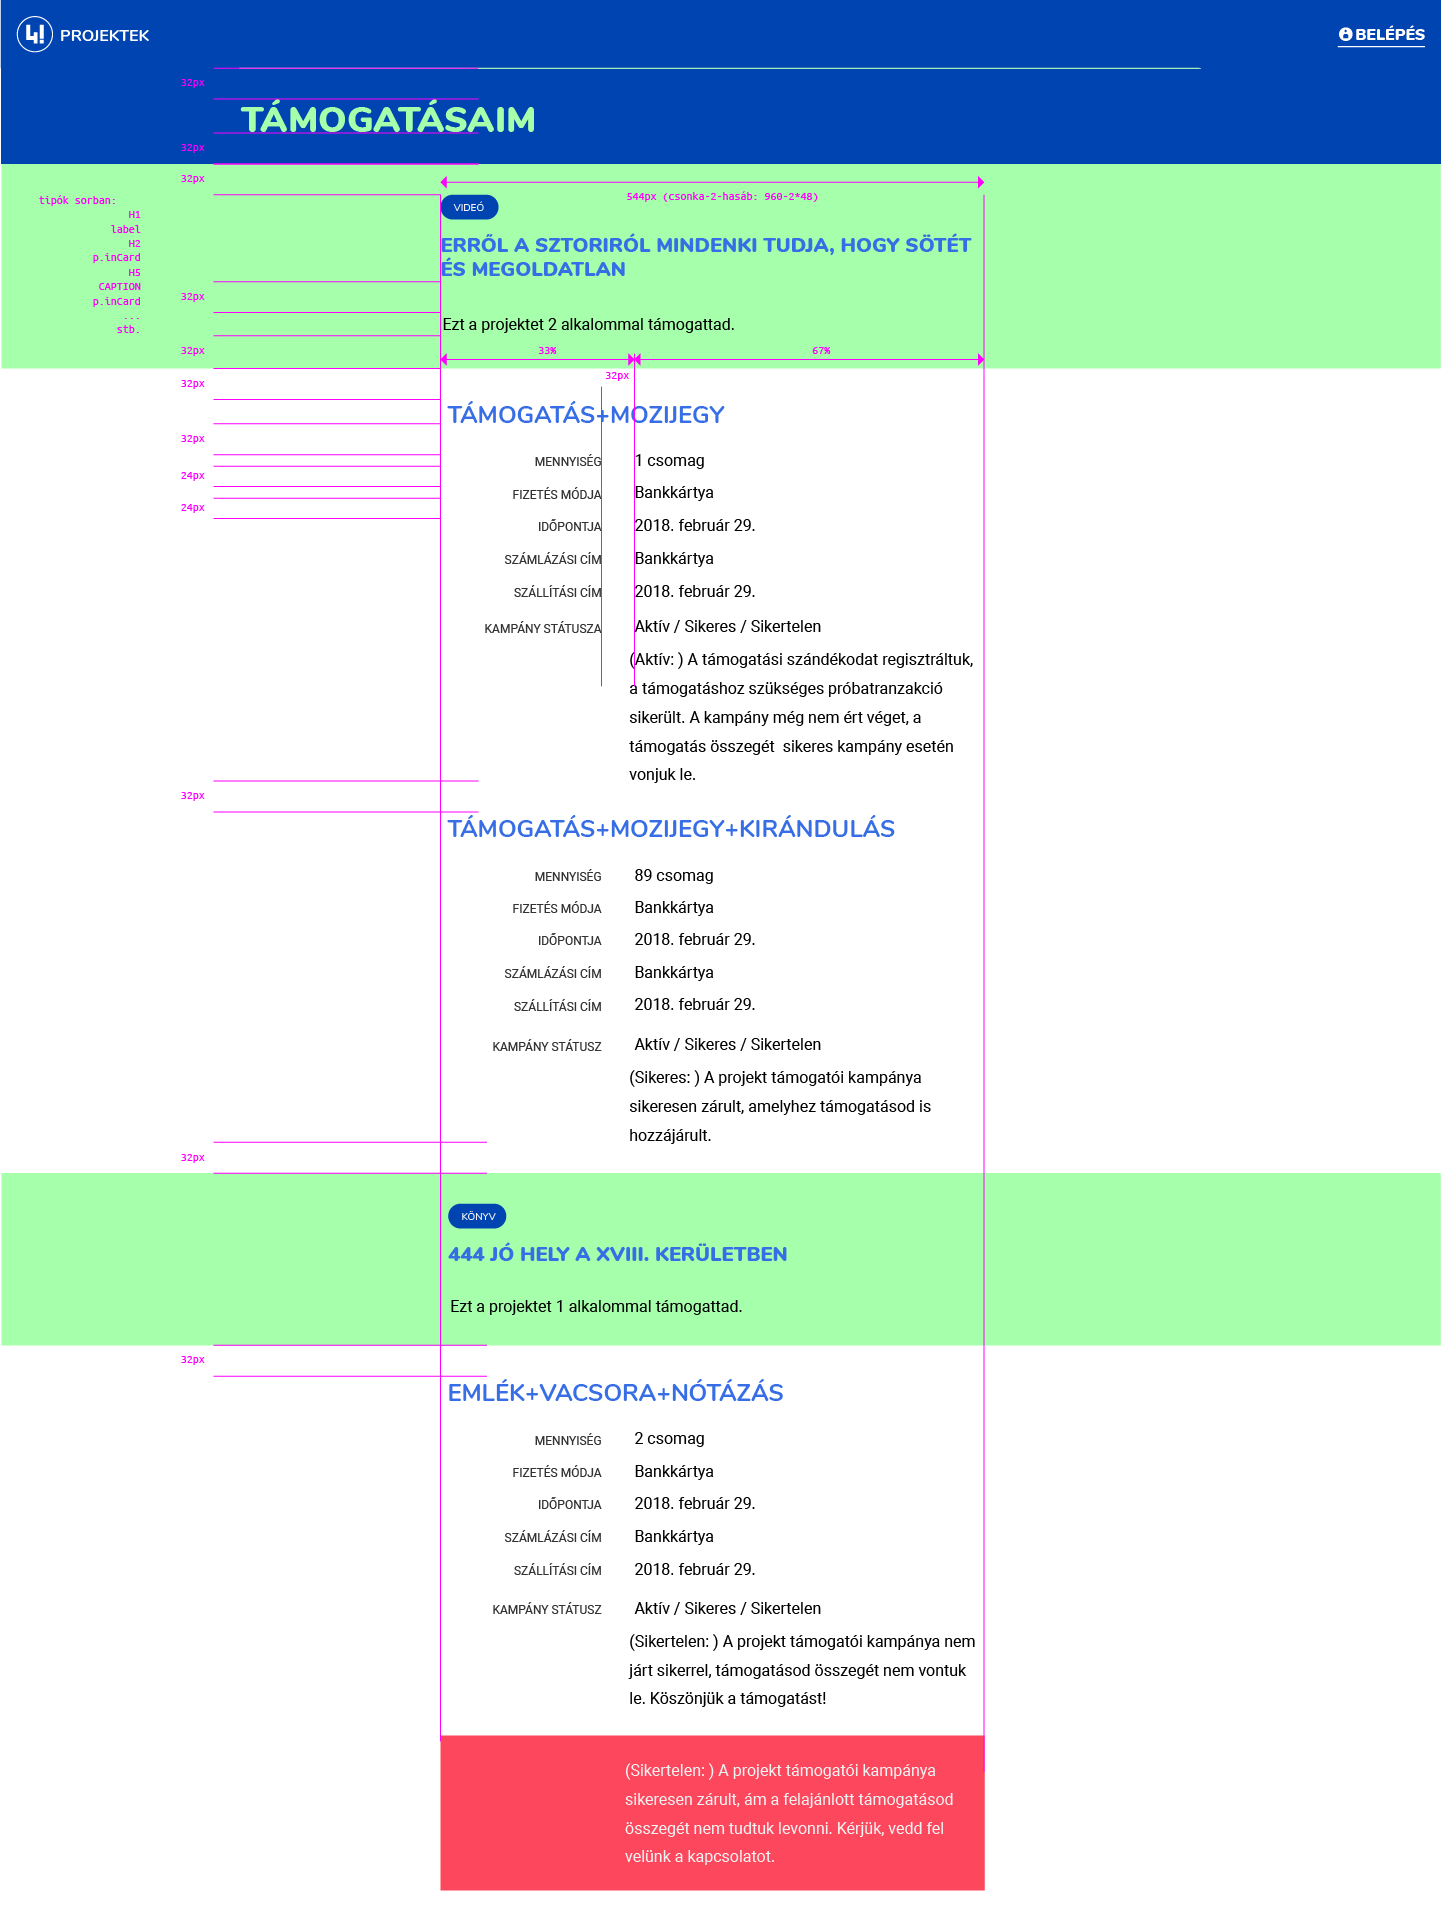 4! PROJEKTEK
BELÉPÉS
32px
TÁMOGATÁSAIM
32px
32px
544px (csonka-2-hasáb: 960-2*48)
tipók sorban:
H1
label
H2
p.inCard
H5
CAPTION
p.inCard
...
stb.
VIDEÓ
ERRŐL A SZTORIRÓL MINDENKI TUDJA, HOGY SÖTÉT
ÉS MEGOLDATLAN
32px
Ezt a projektet 2 alkalommal támogattad.
32px
33%
67%
32px
32px
TÁMOGATÁS+MOZIJEGY
32px
MENNYISÉG 1 csomag
24px
FIZETÉS MÓDJA Bankkártya
24px
IDŐPONTJA 2018. február 29.
SZÁMLÁZÁSI CÍM Bankkártya
SZÁLLÍTÁSI CÍM 2018. február 29.
KAMPÁNY STÁTUSZA Aktív / Sikeres / Sikertelen
(Aktív: ) A támogatási szándékodat regisztráltuk,
a támogatáshoz szükséges próbatranzakció
sikerült. A kampány még nem ért véget, a
támogatás összegét  sikeres kampány esetén
vonjuk le.
32px
TÁMOGATÁS+MOZIJEGY+KIRÁNDULÁS
MENNYISÉG 89 csomag
FIZETÉS MÓDJA Bankkártya
IDŐPONTJA 2018. február 29.
SZÁMLÁZÁSI CÍM Bankkártya
SZÁLLÍTÁSI CÍM 2018. február 29.
KAMPÁNY STÁTUSZ Aktív / Sikeres / Sikertelen
(Sikeres: ) A projekt támogatói kampánya
sikeresen zárult, amelyhez támogatásod is
hozzájárult.
32px
KÖNYV
444 JÓ HELY A XVIII. KERÜLETBEN
Ezt a projektet 1 alkalommal támogattad.
32px
EMLÉK+VACSORA+NÓTÁZÁS
MENNYISÉG 2 csomag
FIZETÉS MÓDJA Bankkártya
IDŐPONTJA 2018. február 29.
SZÁMLÁZÁSI CÍM Bankkártya
SZÁLLÍTÁSI CÍM 2018. február 29.
KAMPÁNY STÁTUSZ Aktív / Sikeres / Sikertelen
(Sikertelen: ) A projekt támogatói kampánya nem
járt sikerrel, támogatásod összegét nem vontuk
le. Köszönjük a támogatást!
(Sikertelen: ) A projekt támogatói kampánya
sikeresen zárult, ám a felajánlott támogatásod
összegét nem tudtuk levonni. Kérjük, vedd fel
velünk a kapcsolatot.